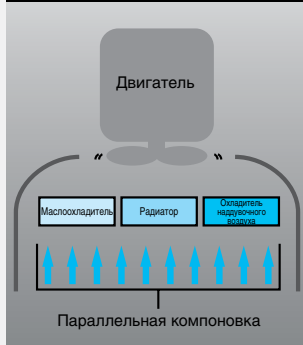 Двигатель
Маслоохладитель
Радиатор
Охладитель
наддувочного
воздуха
Параллельная компоновка